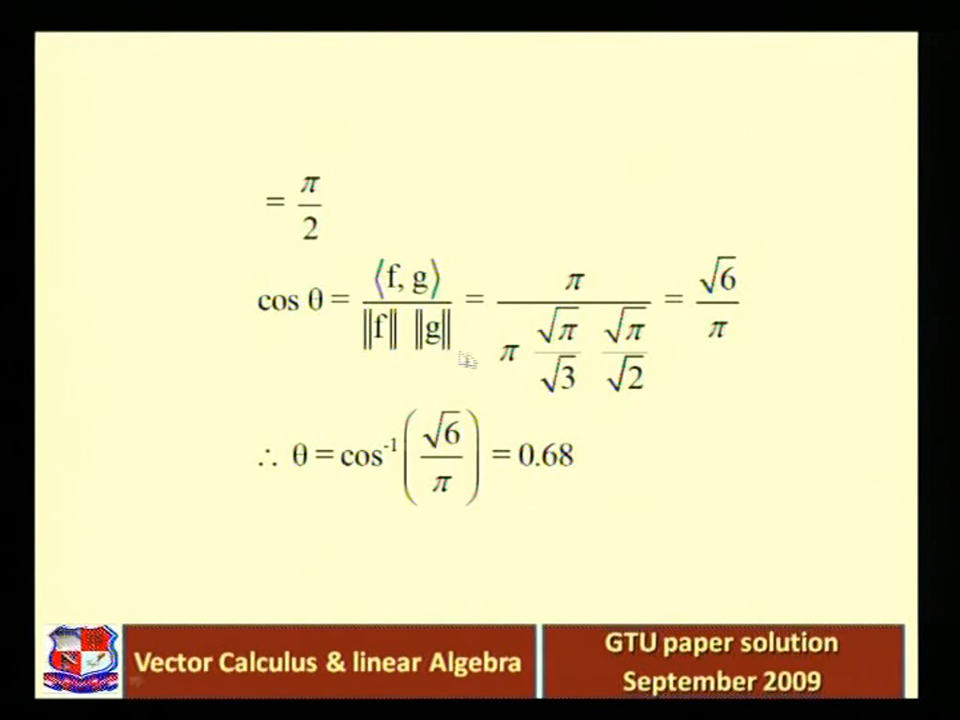 = π/2
cos θ = ⟨f, g⟩ / ‖f‖ ‖g‖ = π / (π √π/√3 √π/√2) = √6/π
∴ θ = cos⁻¹ (√6/π) = 0.68
Vector Calculus & linear Algebra
GTU paper solution
September 2009